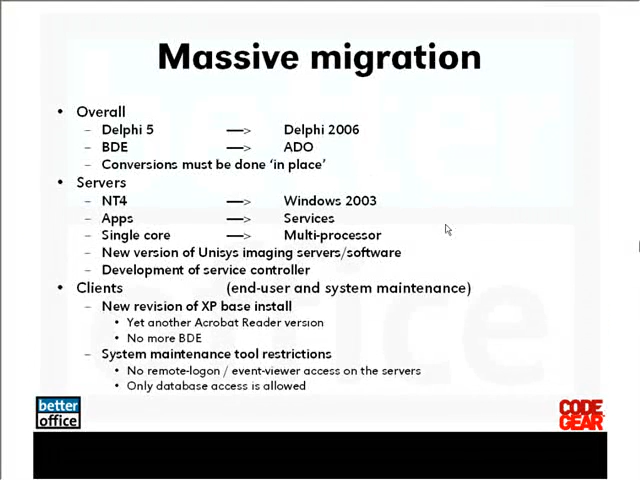 Massive migration
• Overall
– Delphi 5 —> Delphi 2006
– BDE —> ADO
– Conversions must be done ‘in place’
• Servers
– NT4 —> Windows 2003
– Apps —> Services
– Single core —> Multi-processor
– New version of Unisys imaging servers/software
– Development of service controller
• Clients (end-user and system maintenance)
– New revision of XP base install
• Yet another Acrobat Reader version
• No more BDE
– System maintenance tool restrictions
• No remote-logon / event-viewer access on the servers
• Only database access is allowed
better
office
CODE
GEAR
better
office